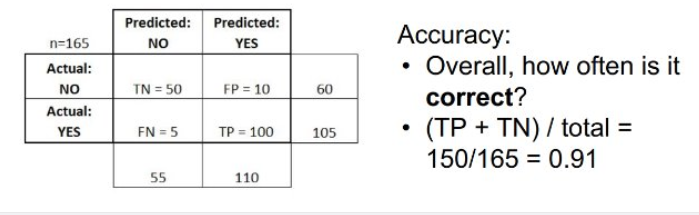 Predicted: Predicted:
n=165 NO YES
Actual:
NO TN = 50 FP = 10 60
Actual:
YES FN = 5 TP = 100 105
55 110
Accuracy:
• Overall, how often is it
correct?
• (TP + TN) / total =
150/165 = 0.91